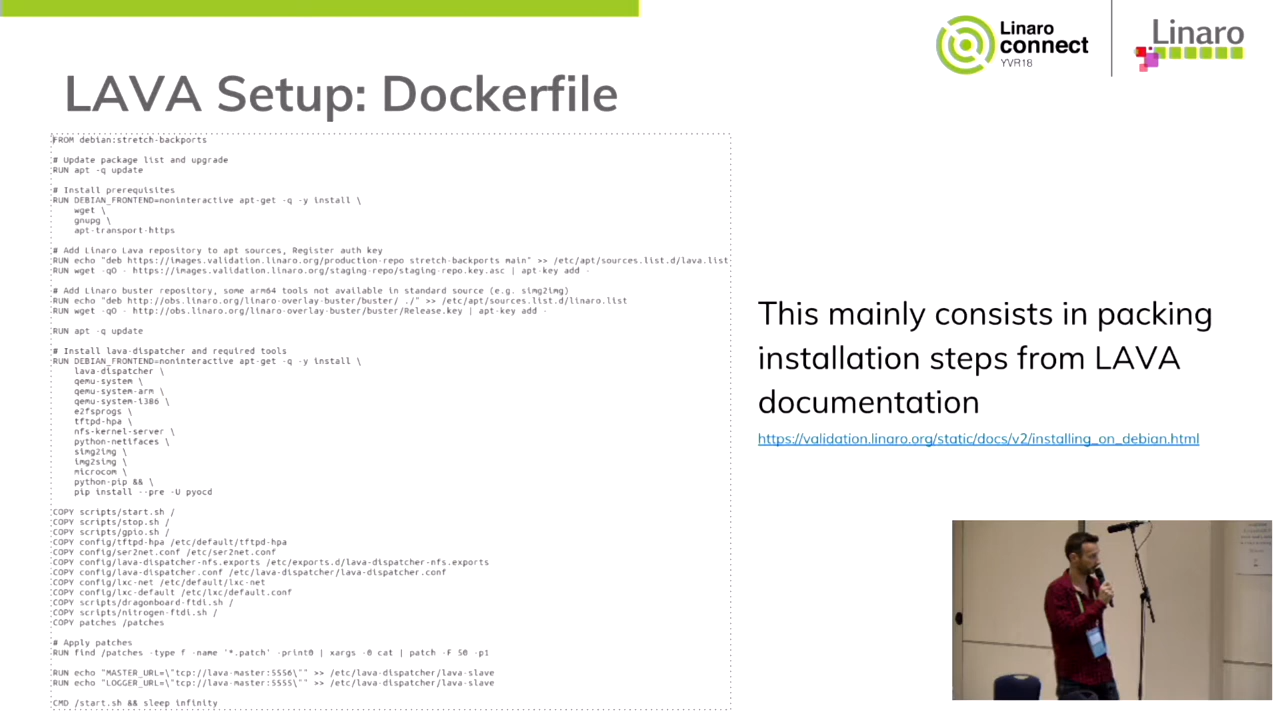 Linaro
connect
YVR18
Linaro
LAVA Setup: Dockerfile
FROM debian:stretch-backports
# Update package list and upgrade
RUN apt -q update
# Install prerequisites
RUN DEBIAN_FRONTEND=noninteractive apt-get -q -y install \
wget \
gnupg \
apt-transport-https
# Add Linaro Lava repository to apt sources, Register auth key
RUN echo "deb https://images.validation.linaro.org/production-repo stretch-backports main" >> /etc/apt/sources.list.d/lava.list
RUN wget -qO - https://images.validation.linaro.org/staging-repo/staging-repo.key.asc | apt-key add -
# Add Linaro buster repository, some arm64 tools not available in standard source (e.g. simg2img)
RUN echo "deb http://obs.linaro.org/linaro-overlay-buster/buster/ ./" >> /etc/apt/sources.list.d/linaro.list
RUN wget -qO - http://obs.linaro.org/linaro-overlay-buster/buster/Release.key | apt-key add -
RUN apt -q update
# Install lava-dispatcher and required tools
RUN DEBIAN_FRONTEND=noninteractive apt-get -q -y install \
lava-dispatcher \
qemu-system \
qemu-system-arm \
qemu-system-i386 \
e2fsprogs \
tftpd-hpa \
nfs-kernel-server \
python-netifaces \
simg2img \
img2simg \
microcom \
python-pip && \
pip install --pre -U pyocd
COPY scripts/start.sh /
COPY scripts/stop.sh /
COPY scripts/gpio.sh /
COPY config/tftpd-hpa /etc/default/tftpd-hpa
COPY config/ser2net.conf /etc/ser2net.conf
COPY config/lava-dispatcher-nfs.exports /etc/exports.d/lava-dispatcher-nfs.exports
COPY config/lava-dispatcher.conf /etc/lava-dispatcher/lava-dispatcher.conf
COPY config/lxc-net /etc/default/lxc-net
COPY config/lxc-default /etc/lxc/default.conf
COPY scripts/dragonboard-ftdi.sh /
COPY scripts/nitrogen-ftdi.sh /
COPY patches /patches
# Apply patches
RUN find /patches -type f -name '*.patch' -print0 | xargs -0 cat | patch -F 50 -p1
RUN echo "MASTER_URL=\"tcp://lava-master:5556\"" >> /etc/lava-dispatcher/lava-slave
RUN echo "LOGGER_URL=\"tcp://lava-master:5555\"" >> /etc/lava-dispatcher/lava-slave
CMD /start.sh && sleep infinity
This mainly consists in packing
installation steps from LAVA
documentation
https://validation.linaro.org/static/docs/v2/installing_on_debian.html